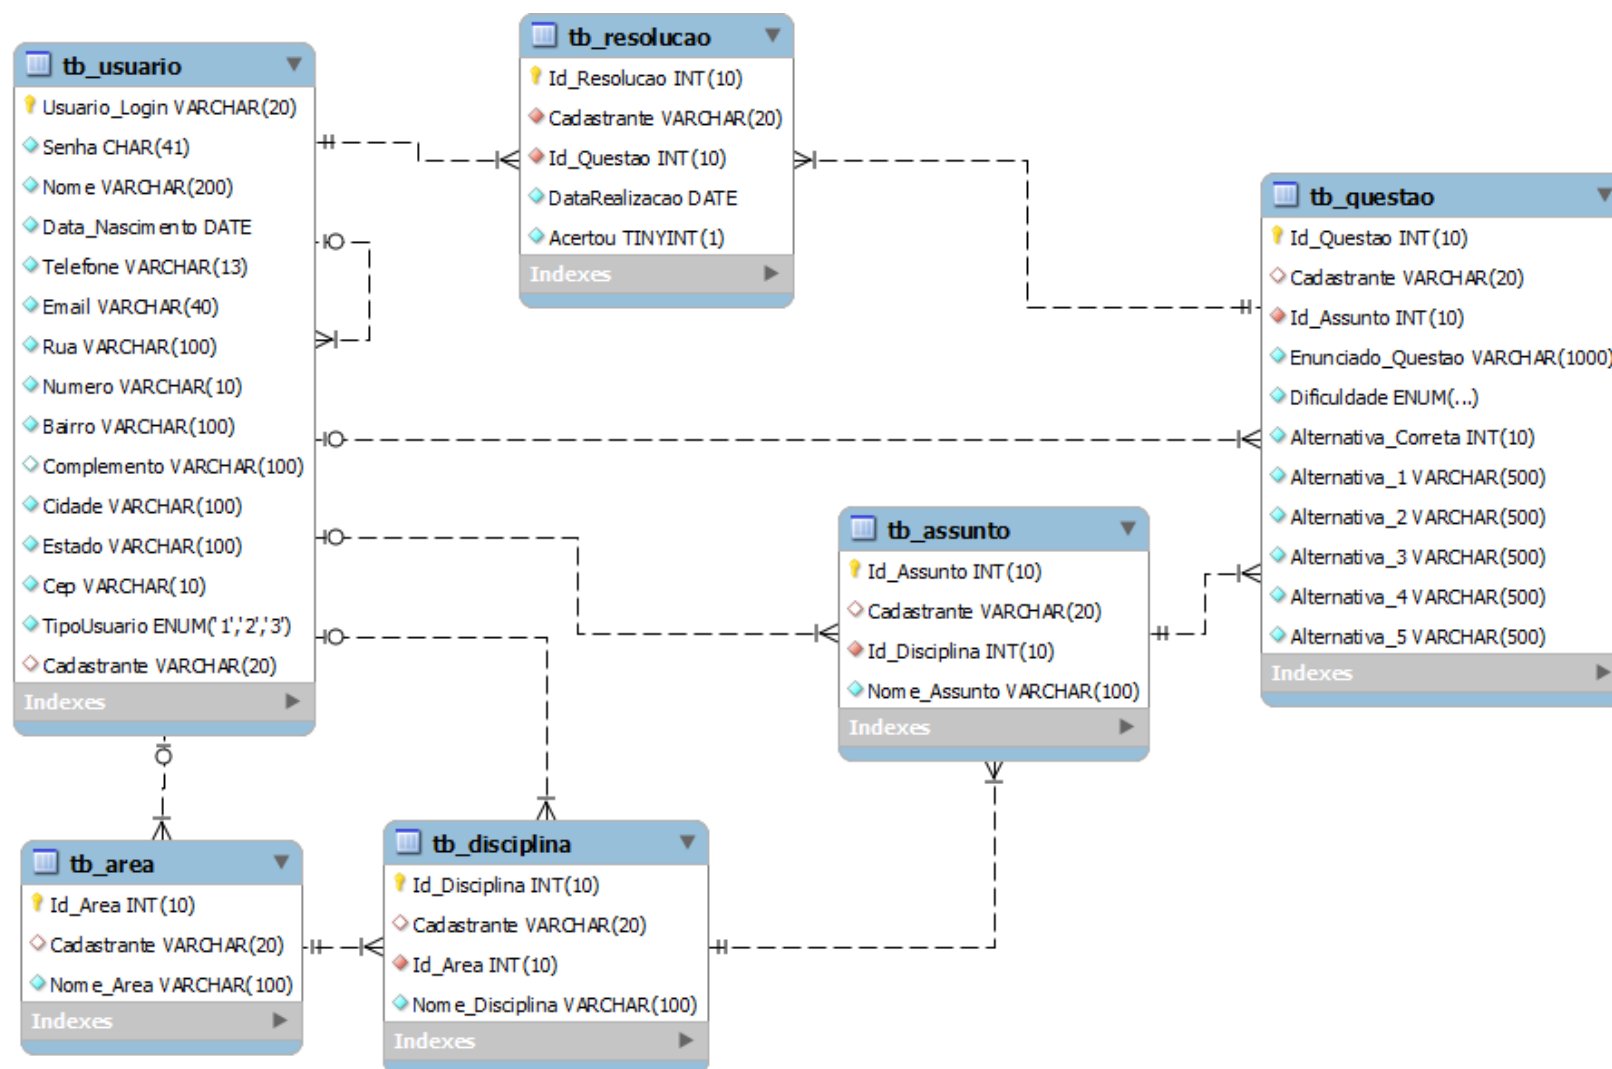 tb_usuario
Usuario_Login VARCHAR(20)
Senha CHAR(41)
Nome VARCHAR(200)
Data_Nascimento DATE
Telefone VARCHAR(13)
Email VARCHAR(40)
Rua VARCHAR(100)
Numero VARCHAR(10)
Bairro VARCHAR(100)
Complemento VARCHAR(100)
Cidade VARCHAR(100)
Estado VARCHAR(100)
Cep VARCHAR(10)
TipoUsuario ENUM('1','2','3')
Cadastrante VARCHAR(20)
Indexes
tb_resolucao
Id_Resolucao INT(10)
Cadastrante VARCHAR(20)
Id_Questao INT(10)
DataRealizacao DATE
Acertou TINYINT(1)
Indexes
tb_questao
Id_Questao INT(10)
Cadastrante VARCHAR(20)
Id_Assunto INT(10)
Enunciado_Questao VARCHAR(1000)
Dificuldade ENUM(...)
Alternativa_Correta INT(10)
Alternativa_1 VARCHAR(500)
Alternativa_2 VARCHAR(500)
Alternativa_3 VARCHAR(500)
Alternativa_4 VARCHAR(500)
Alternativa_5 VARCHAR(500)
Indexes
tb_assunto
Id_Assunto INT(10)
Cadastrante VARCHAR(20)
Id_Disciplina INT(10)
Nome_Assunto VARCHAR(100)
Indexes
tb_area
Id_Area INT(10)
Cadastrante VARCHAR(20)
Nome_Area VARCHAR(100)
Indexes
tb_disciplina
Id_Disciplina INT(10)
Cadastrante VARCHAR(20)
Id_Area INT(10)
Nome_Disciplina VARCHAR(100)
Indexes